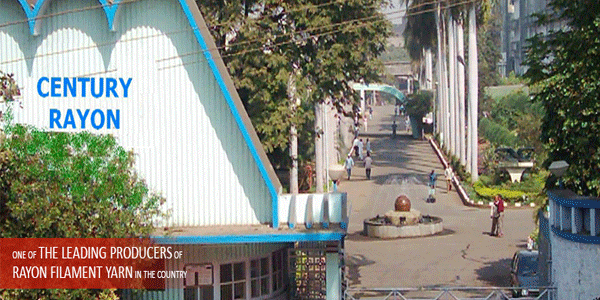 CENTURY
RAYON
ONE OF THE LEADING PRODUCERS OF
RAYON FILAMENT YARN IN THE COUNTRY